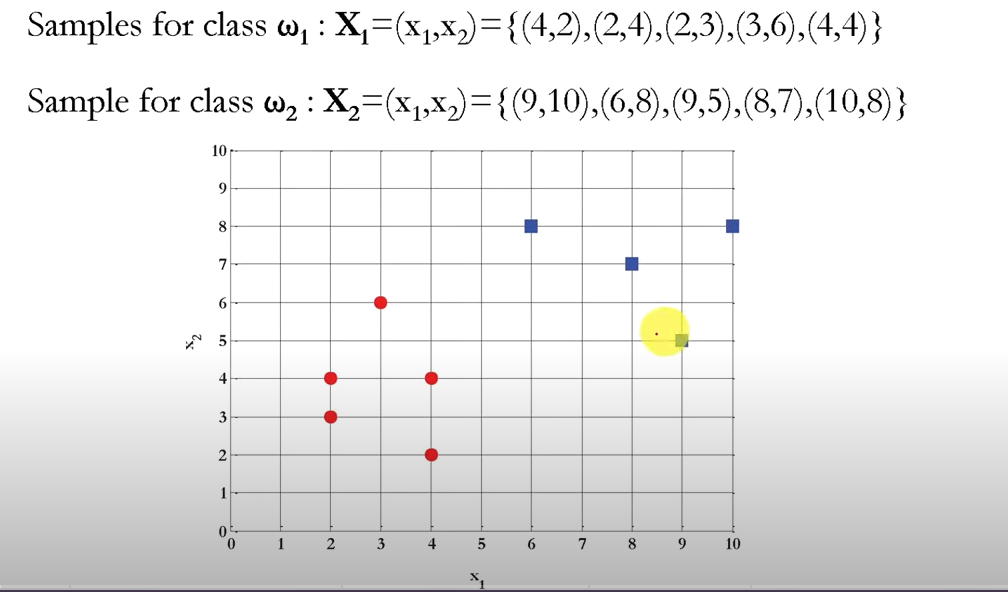 Samples for class ω₁ : X₁=(x₁,x₂)={(4,2),(2,4),(2,3),(3,6),(4,4)}
Sample for class ω₂ : X₂=(x₁,x₂)={(9,10),(6,8),(9,5),(8,7),(10,8)}
10
9
8
7
6
x₂
5
4
3
2
1
0
0 1 2 3 4 5 6 7 8 9 10
x₁